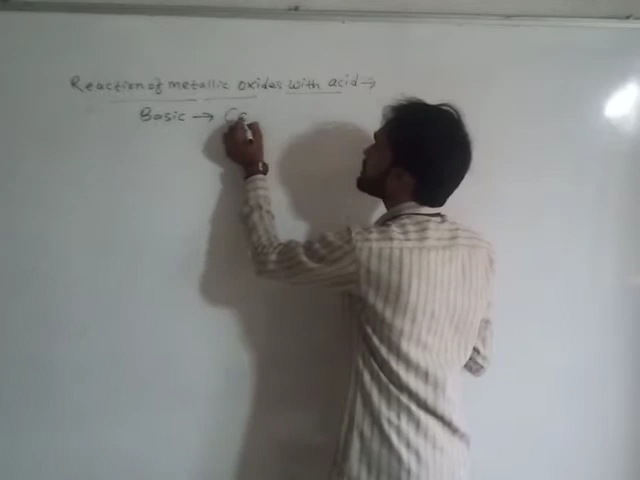 Reaction of metallic oxides with acid →
Basic → Ca